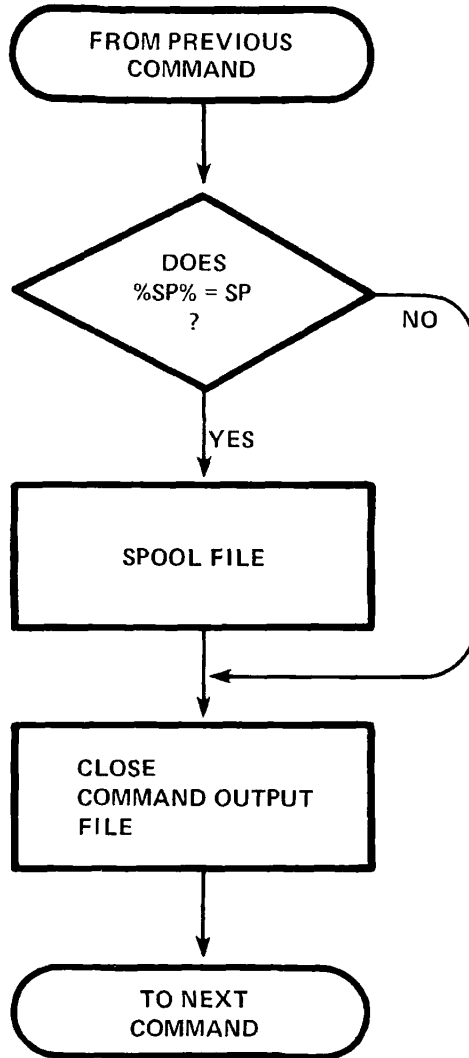 FROM PREVIOUS
COMMAND
DOES
%SP% = SP
?
NO
YES
SPOOL FILE
CLOSE
COMMAND OUTPUT
FILE
TO NEXT
COMMAND